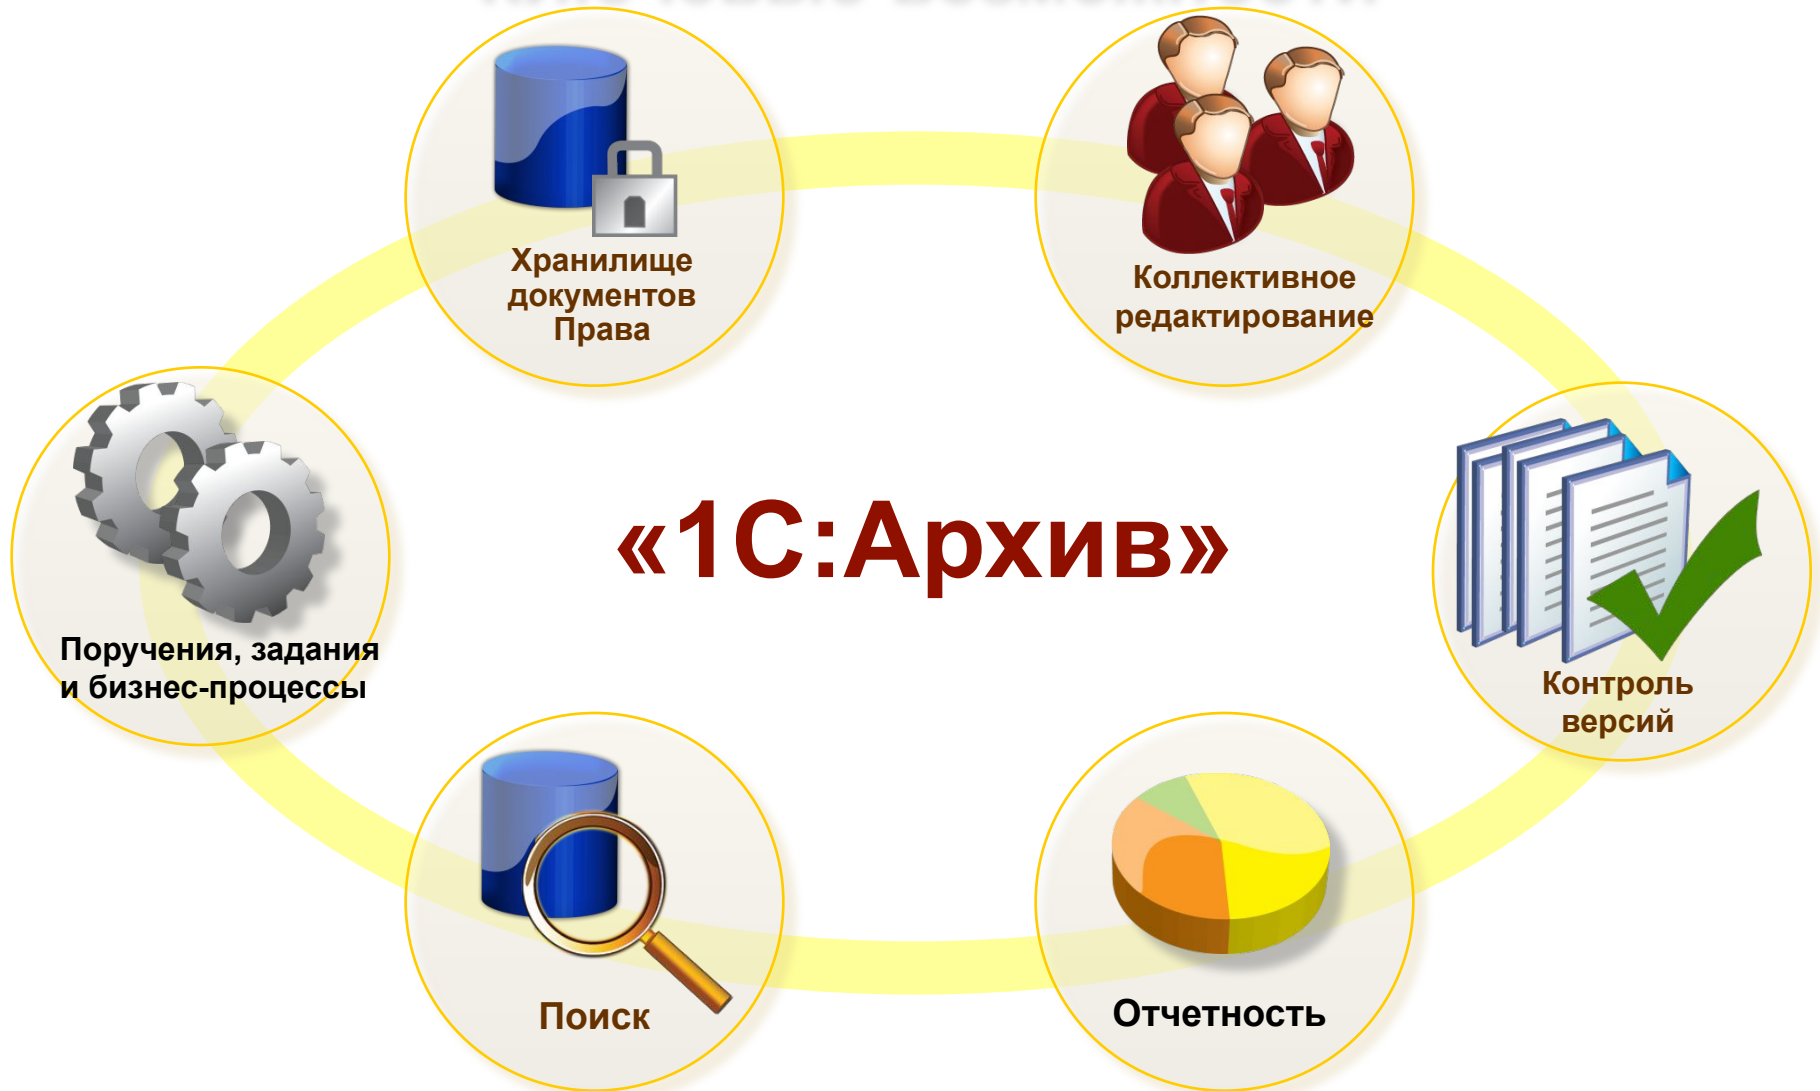 Хранилище
документов
Права
Коллективное
редактирование
«1С:Архив»
Поручения, задания
и бизнес-процессы
Контроль
версий
Поиск
Отчетность